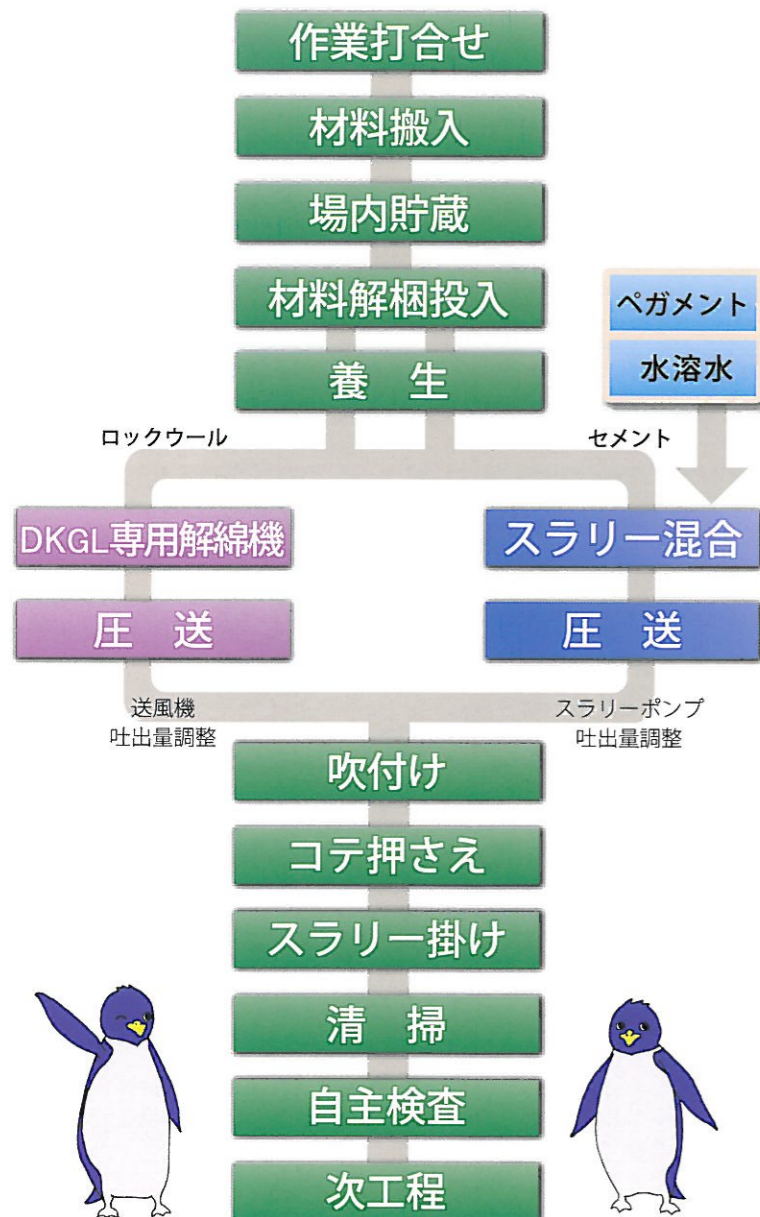 作業打合せ
材料搬入
場内貯蔵
材料解梱投入
養 生
ペガメント
水溶水
ロックウール
セメント
DKGL専用解綿機
圧 送
スラリー混合
圧 送
送風機
吐出量調整
スラリーポンプ
吐出量調整
吹付け
コテ押さえ
スラリー掛け
清 掃
自主検査
次工程